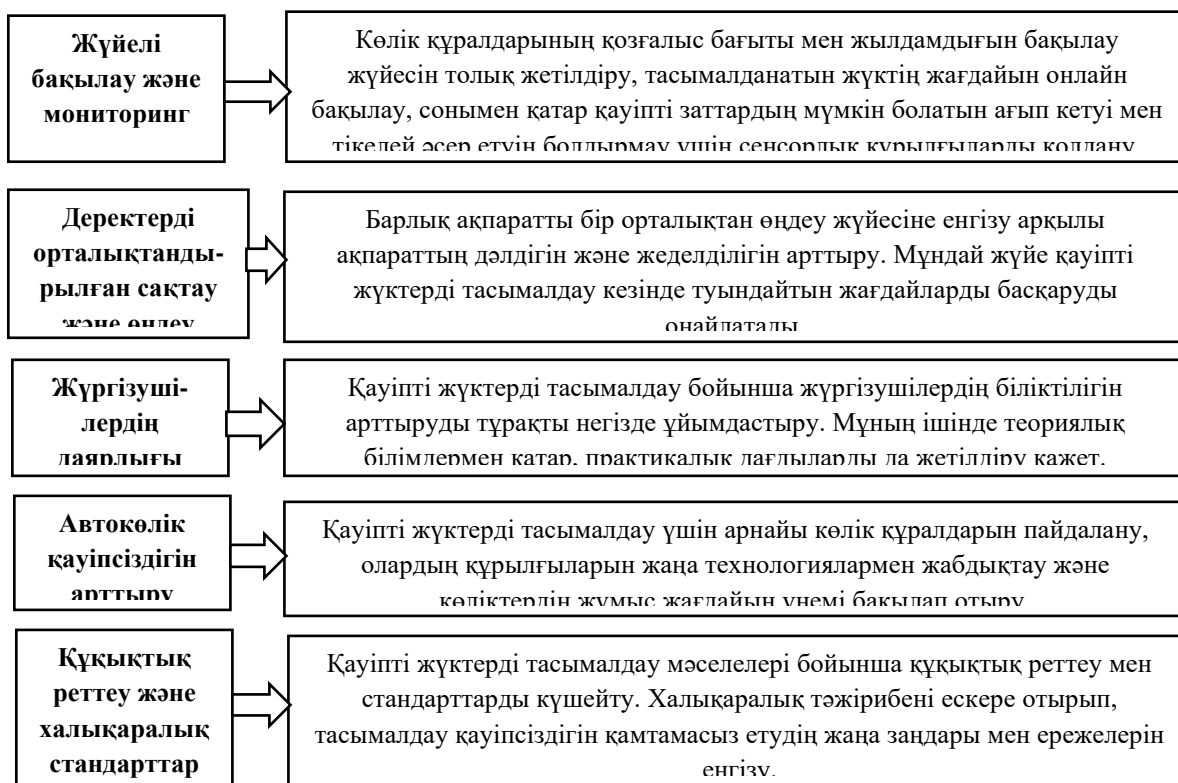 Жүйелі
бақылау және
мониторинг
Көлік құралдарының қозғалыс бағыты мен жылдамдығын бақылау
жүйесін толық жетілдіру, тасымалданатын жүктің жағдайын онлайн
бақылау, сонымен қатар қауіпті заттардың мүмкін болатын ағып кетуі мен
тікелей әсер етуін болдырмау үшін сенсорлық құрылғыларды қолдану
Деректерді
орталықтанды-
рылған сақтау
және өңдеу
Барлық ақпаратты бір орталықтан өңдеу жүйесіне енгізу арқылы
ақпараттың дәлдігін және жеделділігін арттыру. Мұндай жүйе қауіпті
жүктерді тасымалдау кезінде туындайтын жағдайларды басқаруды
оңайлатады
Жүргізуші-
лердің
даярлығы
Қауіпті жүктерді тасымалдау бойынша жүргізушілердің біліктілігін
арттыруды тұрақты негізде ұйымдастыру. Мұның ішінде теориялық
білімдермен қатар, практикалық дағдыларды да жетілдіру қажет.
Автокөлік
қауіпсіздігін
арттыру
Қауіпті жүктерді тасымалдау үшін арнайы көлік құралдарын пайдалану,
олардың құрылғыларын жаңа технологиялармен жабдықтау және
көліктердің жұмыс жағдайын үнемі бақылап отыру
Құқықтық
реттеу және
халықаралық
стандарттар
Қауіпті жүктерді тасымалдау мәселелері бойынша құқықтық реттеу мен
стандарттарды күшейту. Халықаралық тәжірибені ескере отырып,
тасымалдау қауіпсіздігін қамтамасыз етудің жаңа заңдары мен ережелерін
енгізу.